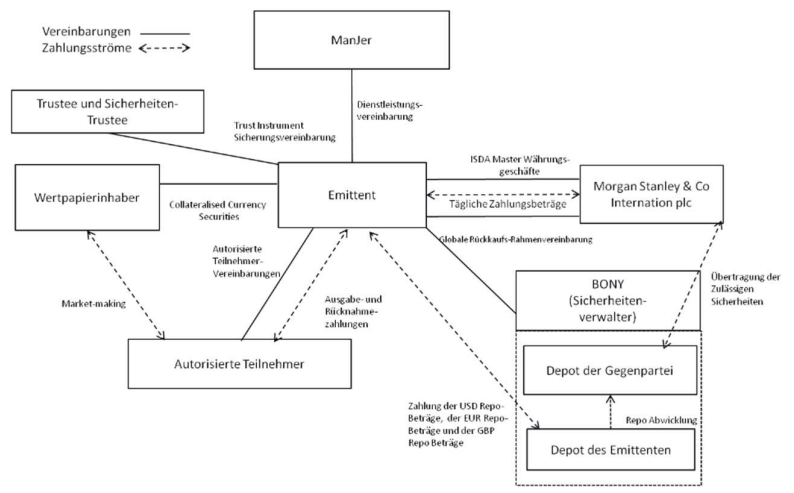 Vereinbarungen
Zahlungsströme
ManJer
Trustee und Sicherheiten-
Trustee
Dienstleistungs-
vereinbarung
Trust Instrument
Sicherungsvereinbarung
ISDA Master Währungs-
geschäfte
Wertpapierinhaber
Collateralised Currency
Securities
Emittent
Tägliche Zahlungsbeträge
Morgan Stanley & Co
Internation plc
Globale Rückkaufs-Rahmenvereinbarung
Autorisierte
Teilnehmer-
Vereinbarungen
Market-making
Ausgabe- und
Rücknahme-
zahlungen
BONY
(Sicherheiten-
verwalter)
Übertragung der
Zulässigen
Sicherheiten
Autorisierte Teilnehmer
Depot der Gegenpartei
Zahlung der USD Repo-
Beträge, der EUR Repo-
Beträge und der GBP
Repo Beträge
Repo Abwicklung
Depot des Emittenten